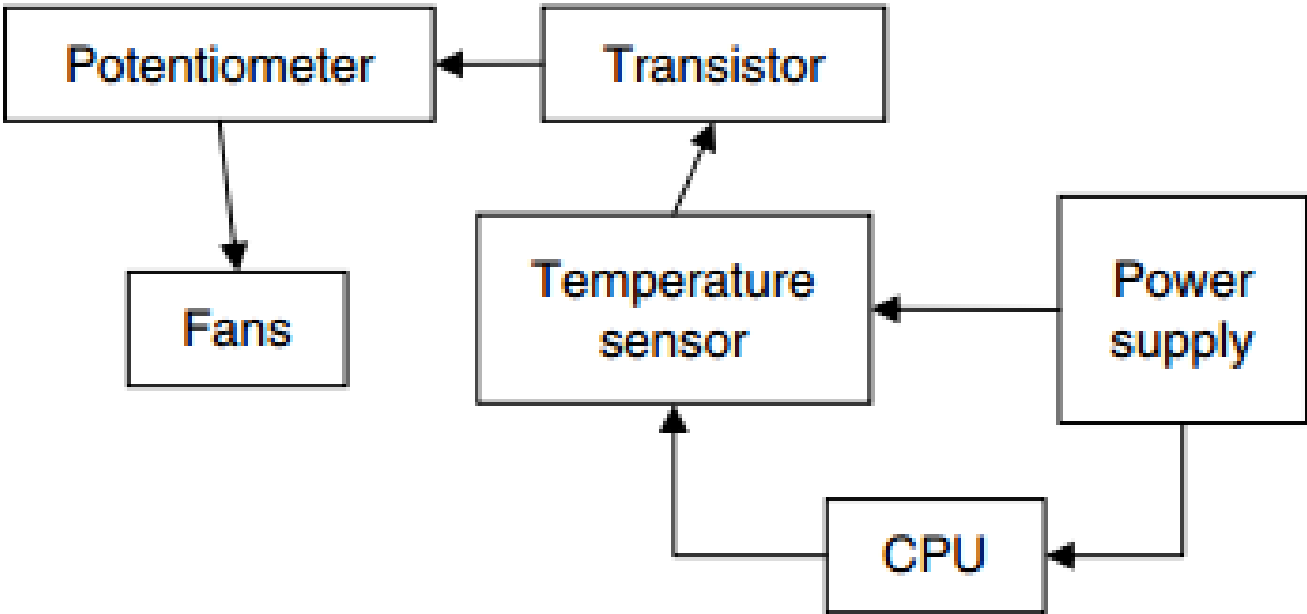 Potentiometer
Transistor
Temperature
sensor
Power
supply
Fans
CPU